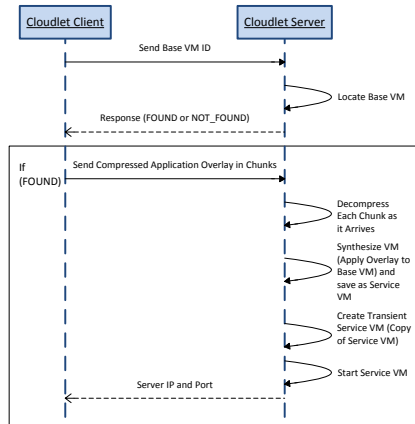 Cloudlet Client
Cloudlet Server
Send Base VM ID
Locate Base VM
Response (FOUND or NOT_FOUND)
If
(FOUND)
Send Compressed Application Overlay in Chunks
Decompress
Each Chunk as
it Arrives
Synthesize VM
(Apply Overlay to
Base VM) and
save as Service
VM
Create Transient
Service VM (Copy
of Service VM)
Start Service VM
Server IP and Port